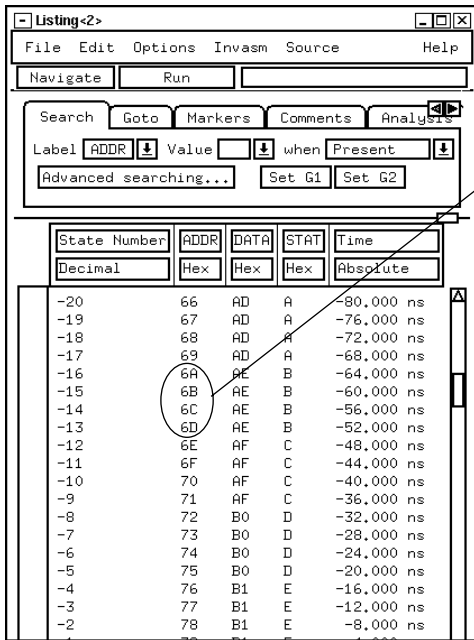 Listing<2>
File Edit Options Invasm Source Help
Navigate Run
Search Goto Markers Comments Analysis
Label ADDR Value when Present
Advanced searching... Set G1 Set G2
State Number ADDR DATA STAT Time
Decimal Hex Hex Hex Absolute
-20 66 AD A -80.000 ns
-19 67 AD A -76.000 ns
-18 68 AD A -72.000 ns
-17 69 AD A -68.000 ns
-16 6A AE B -64.000 ns
-15 6B AE B -60.000 ns
-14 6C AE B -56.000 ns
-13 6D AE B -52.000 ns
-12 6E AF C -48.000 ns
-11 6F AF C -44.000 ns
-10 70 AF C -40.000 ns
-9 71 AF C -36.000 ns
-8 72 B0 D -32.000 ns
-7 73 B0 D -28.000 ns
-6 74 B0 D -24.000 ns
-5 75 B0 D -20.000 ns
-4 76 B1 E -16.000 ns
-3 77 B1 E -12.000 ns
-2 78 B1 E -8.000 ns